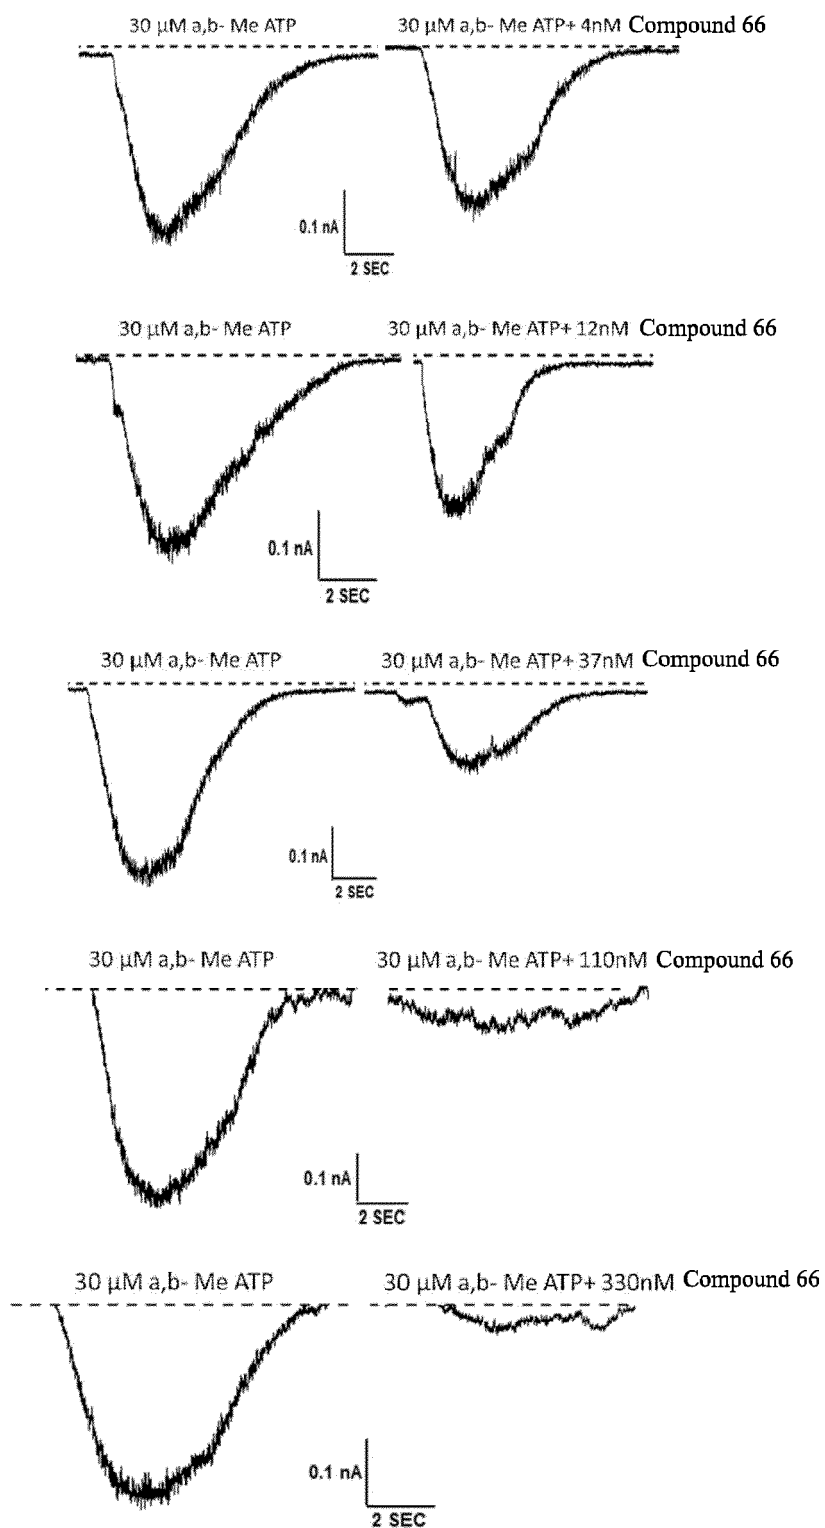 30 µM a,b- Me ATP
30 µM a,b- Me ATP+ 4nM Compound 66
0.1 nA
2 SEC
30 µM a,b- Me ATP
30 µM a,b- Me ATP+ 12nM Compound 66
0.1 nA
2 SEC
30 µM a,b- Me ATP
30 µM a,b- Me ATP+ 37nM Compound 66
0.1 nA
2 SEC
30 µM a,b- Me ATP
30 µM a,b- Me ATP+ 110nM Compound 66
0.1 nA
2 SEC
30 µM a,b- Me ATP
30 µM a,b- Me ATP+ 330nM Compound 66
0.1 nA
2 SEC